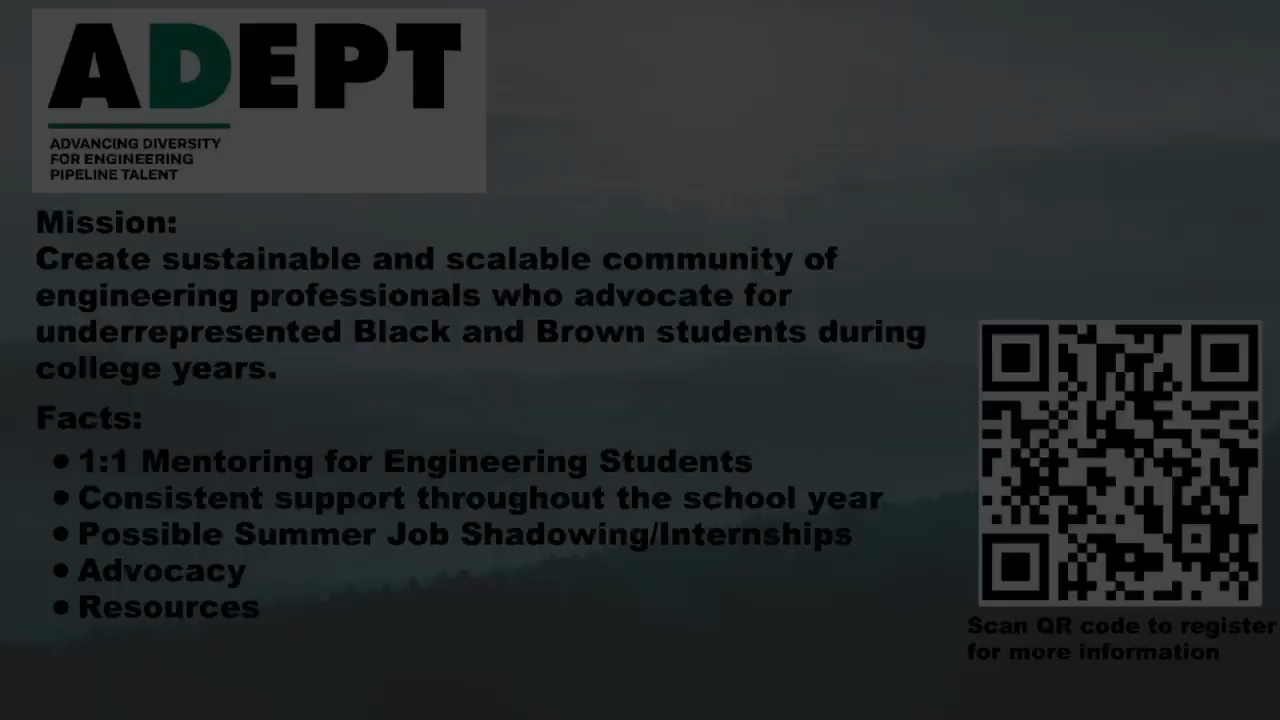 ADEPT
ADVANCING DIVERSITY
FOR ENGINEERING
PIPELINE TALENT
Mission:
Create sustainable and scalable community of
engineering professionals who advocate for
underrepresented Black and Brown students during
college years.
Facts:
• 1:1 Mentoring for Engineering Students
• Consistent support throughout the school year
• Possible Summer Job Shadowing/Internships
• Advocacy
• Resources
Scan QR code to register
for more information